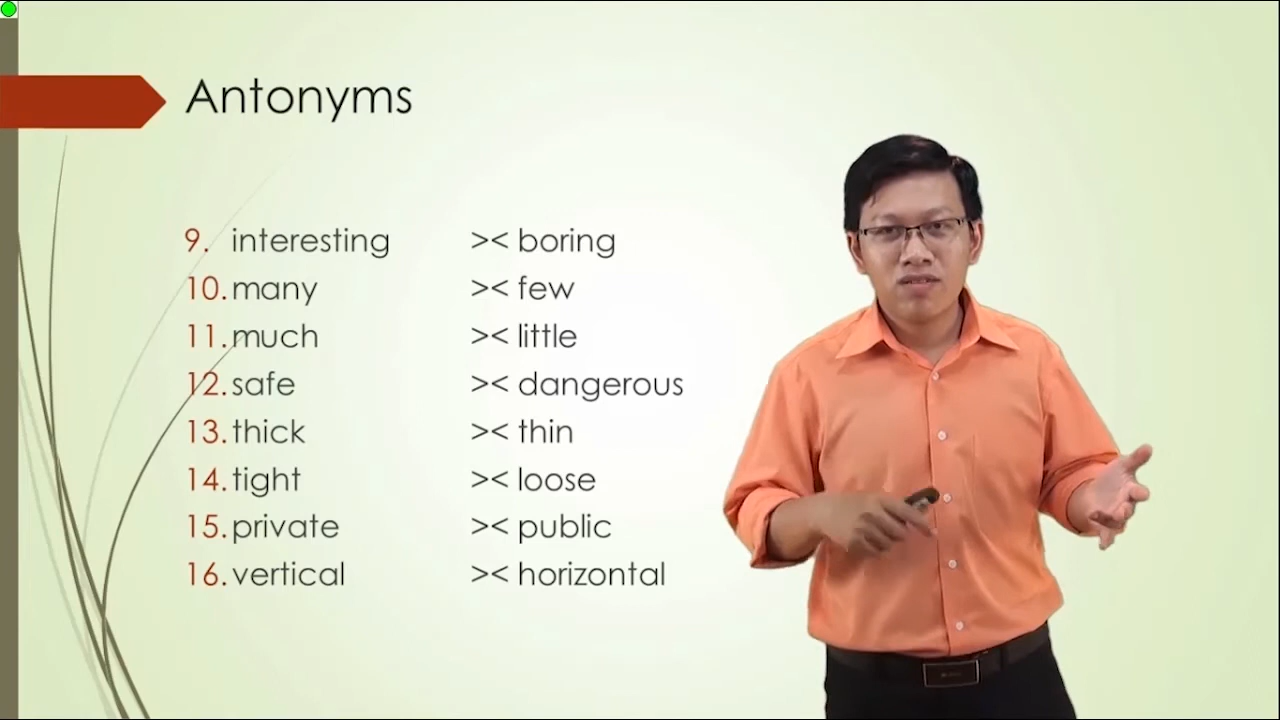 Antonyms
9. interesting >< boring
10. many >< few
11. much >< little
12. safe >< dangerous
13. thick >< thin
14. tight >< loose
15. private >< public
16. vertical >< horizontal